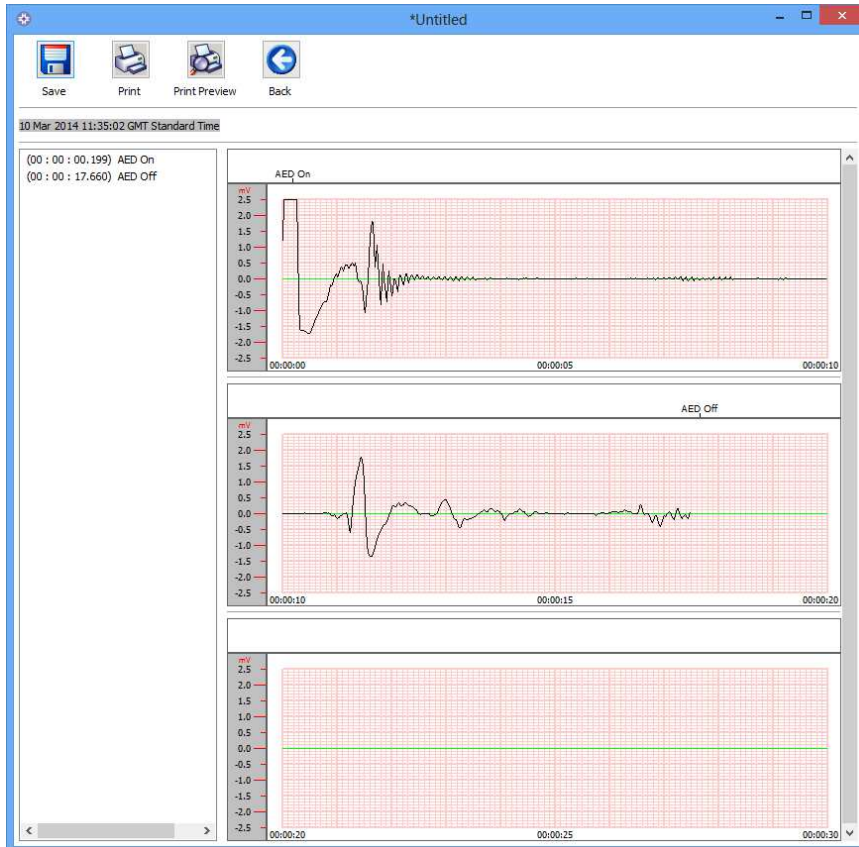 *Untitled
Save Print Print Preview Back
10 Mar 2014 11:35:02 GMT Standard Time
(00 : 00 : 00.199) AED On
(00 : 00 : 17.660) AED Off
AED On
mV
2.5
2.0
1.5
1.0
0.5
0.0
-0.5
-1.0
-1.5
-2.0
-2.5
00:00:00 00:00:05 00:00:10
AED Off
mV
2.5
2.0
1.5
1.0
0.5
0.0
-0.5
-1.0
-1.5
-2.0
-2.5
00:00:10 00:00:15 00:00:20
mV
2.5
2.0
1.5
1.0
0.5
0.0
-0.5
-1.0
-1.5
-2.0
-2.5
00:00:20 00:00:25 00:00:30